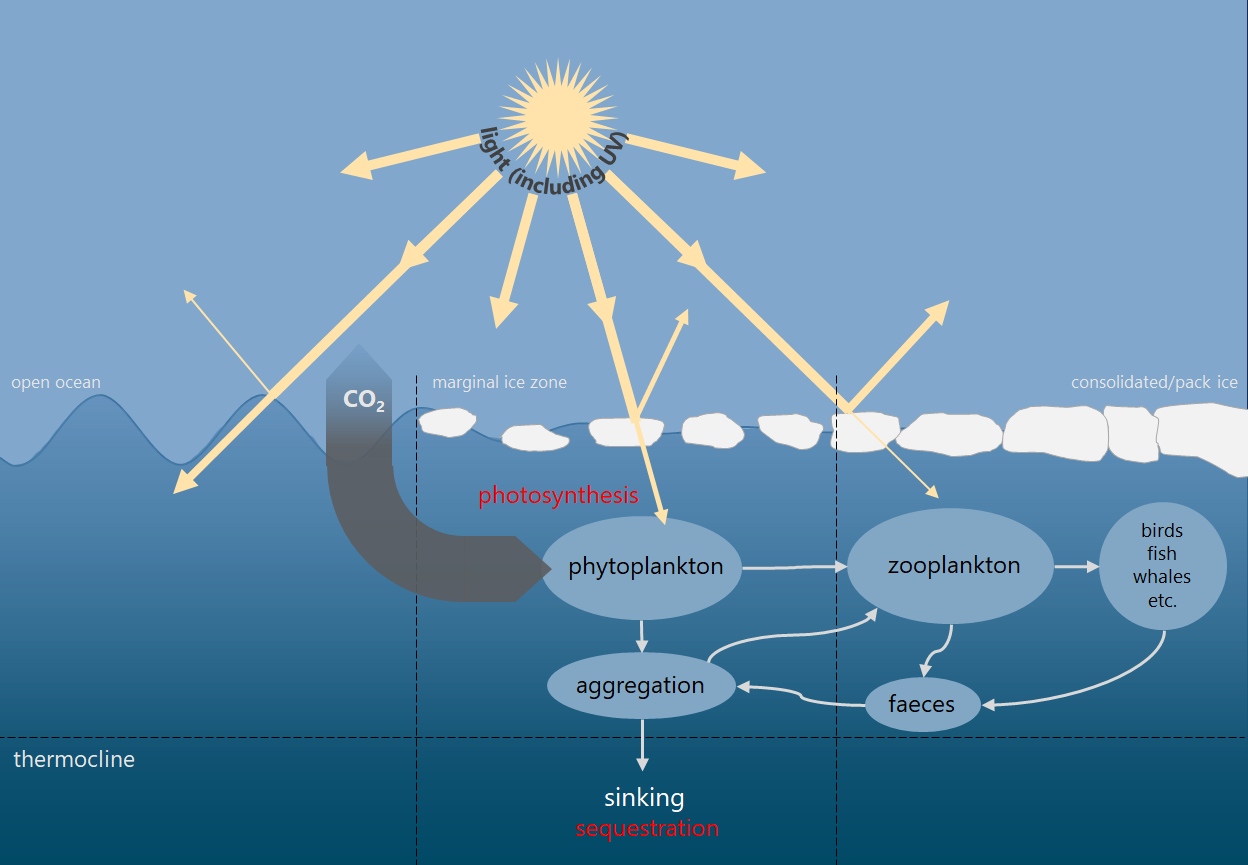 light (including UV)
open ocean
marginal ice zone
consolidated/pack ice
CO₂
photosynthesis
phytoplankton
zooplankton
birds
fish
whales
etc.
aggregation
faeces
thermocline
sinking
sequestration